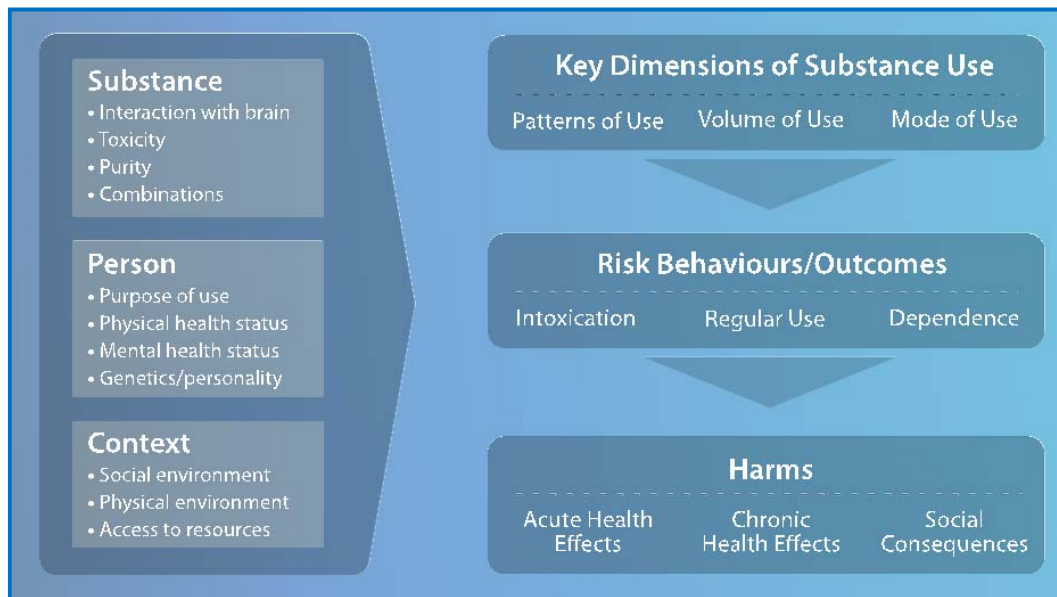 Substance
• Interaction with brain
• Toxicity
• Purity
• Combinations
Person
• Purpose of use
• Physical health status
• Mental health status
• Genetics/personality
Context
• Social environment
• Physical environment
• Access to resources
Key Dimensions of Substance Use
Patterns of Use Volume of Use Mode of Use
Risk Behaviours/Outcomes
Intoxication Regular Use Dependence
Harms
Acute Health Effects
Chronic Health Effects
Social Consequences